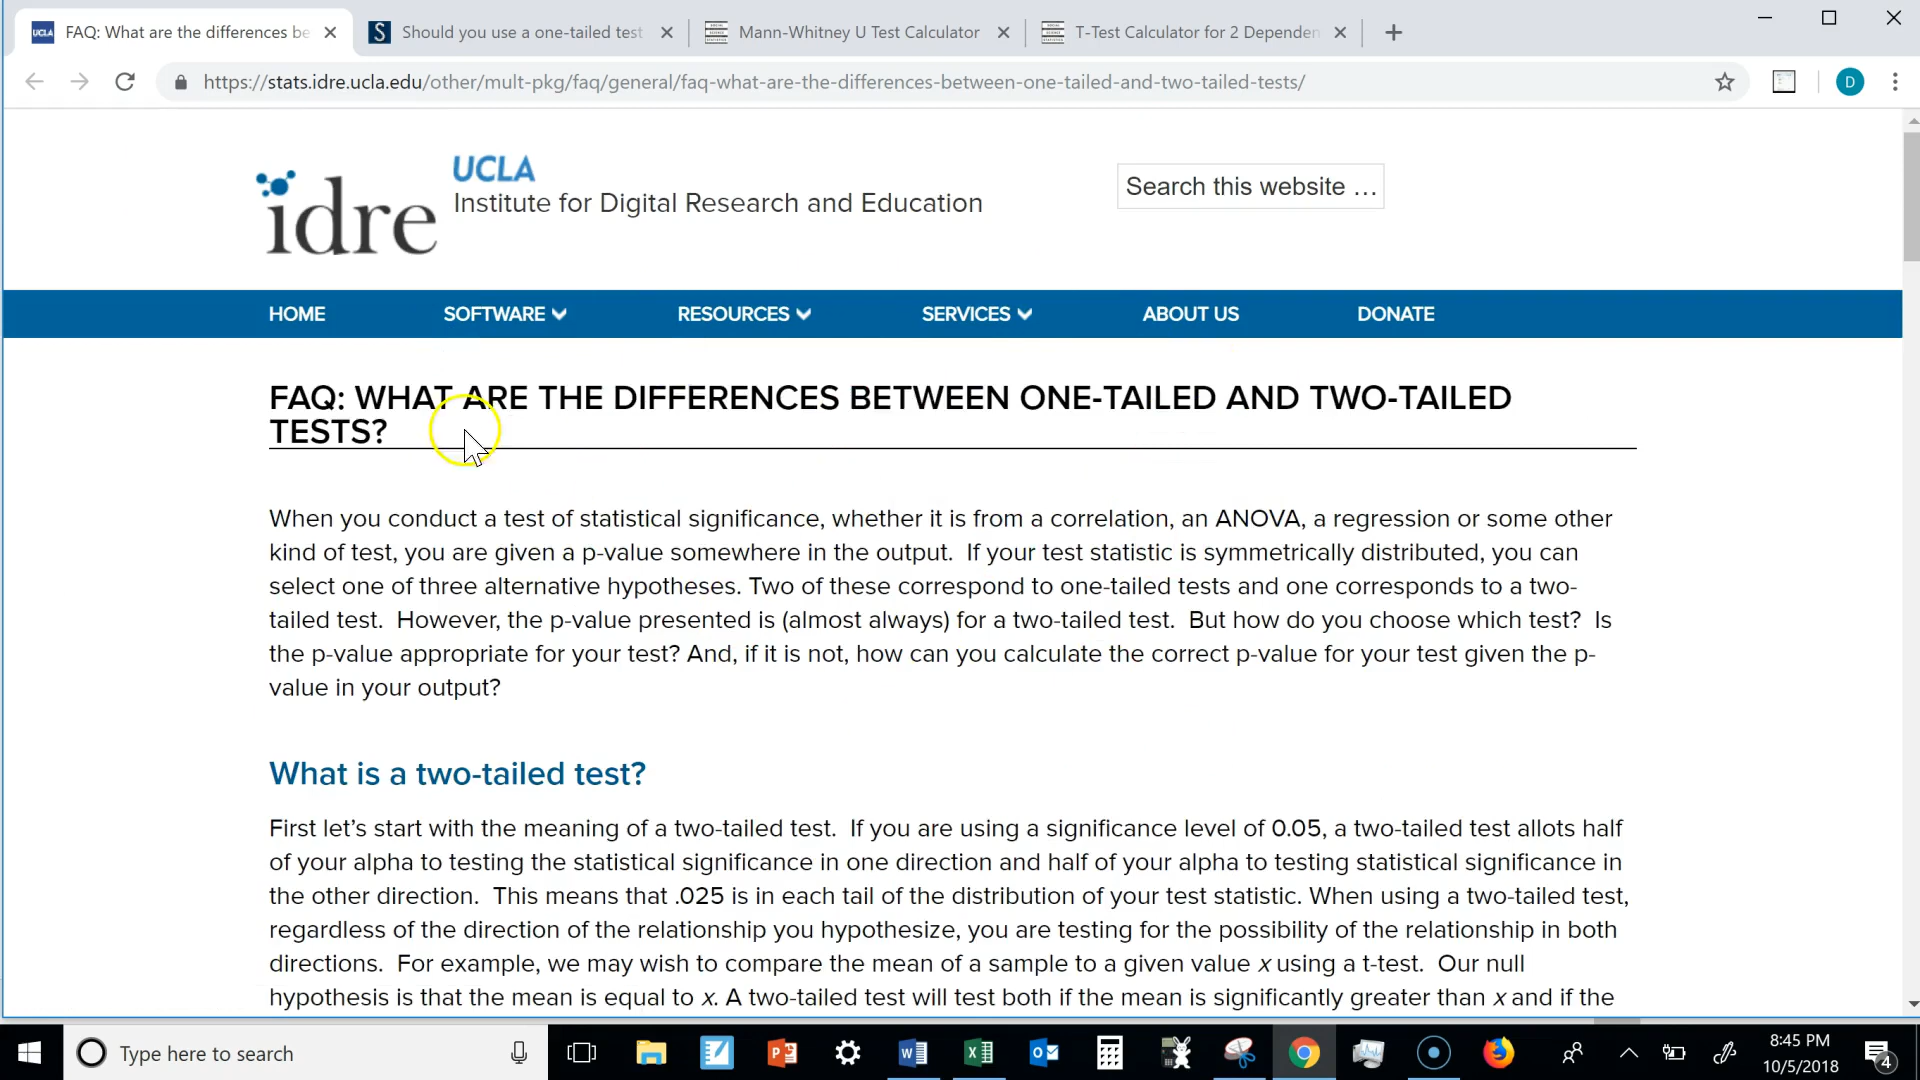 UCLA FAQ: What are the differences be
S Should you use a one-tailed test
Mann-Whitney U Test Calculator
T-Test Calculator for 2 Dependen
https://stats.idre.ucla.edu/other/mult-pkg/faq/general/faq-what-are-the-differences-between-one-tailed-and-two-tailed-tests/
D
idre
UCLA
Institute for Digital Research and Education
Search this website …
HOME SOFTWARE RESOURCES SERVICES ABOUT US DONATE
FAQ: WHAT ARE THE DIFFERENCES BETWEEN ONE-TAILED AND TWO-TAILED
TESTS?
When you conduct a test of statistical significance, whether it is from a correlation, an ANOVA, a regression or some other
kind of test, you are given a p-value somewhere in the output. If your test statistic is symmetrically distributed, you can
select one of three alternative hypotheses. Two of these correspond to one-tailed tests and one corresponds to a two-
tailed test. However, the p-value presented is (almost always) for a two-tailed test. But how do you choose which test? Is
the p-value appropriate for your test? And, if it is not, how can you calculate the correct p-value for your test given the p-
value in your output?
What is a two-tailed test?
First let’s start with the meaning of a two-tailed test. If you are using a significance level of 0.05, a two-tailed test allots half
of your alpha to testing the statistical significance in one direction and half of your alpha to testing statistical significance in
the other direction. This means that .025 is in each tail of the distribution of your test statistic. When using a two-tailed test,
regardless of the direction of the relationship you hypothesize, you are testing for the possibility of the relationship in both
directions. For example, we may wish to compare the mean of a sample to a given value x using a t-test. Our null
hypothesis is that the mean is equal to x. A two-tailed test will test both if the mean is significantly greater than x and if the
Type here to search
8:45 PM
10/5/2018
4